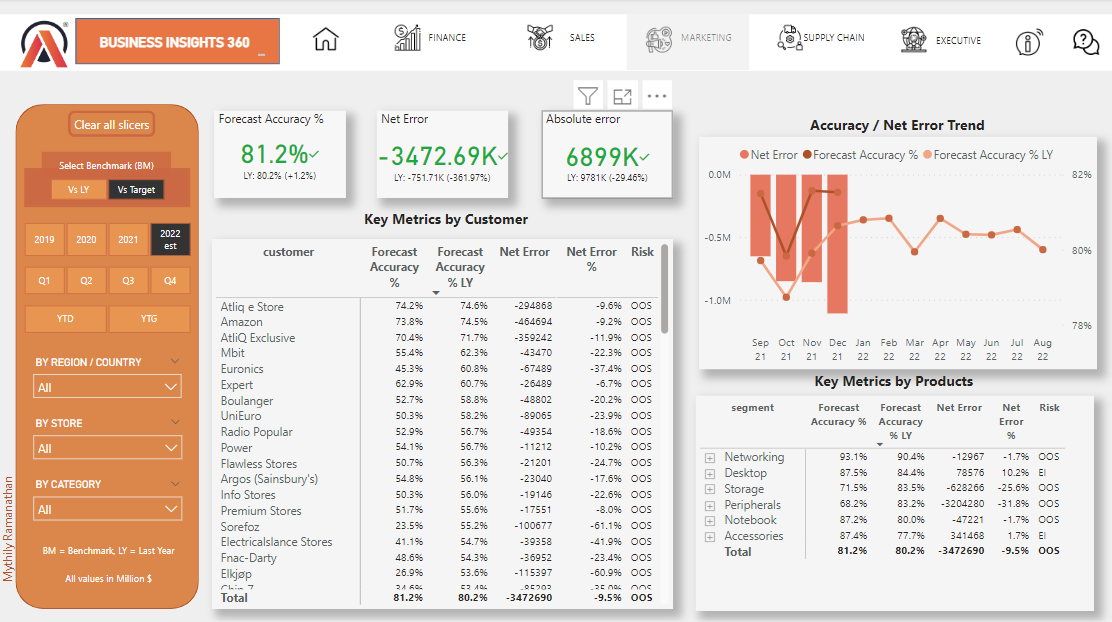 BUSINESS INSIGHTS 360
FINANCE
SALES
MARKETING
SUPPLY CHAIN
EXECUTIVE
Clear all slicers
Select Benchmark (BM)
Vs LY
Vs Target
2019
2020
2021
2022 est
Q1
Q2
Q3
Q4
YTD
YTG
BY REGION / COUNTRY
All
BY STORE
All
BY CATEGORY
All
BM = Benchmark, LY = Last Year
All values in Million $
Mythily Ramanathan
Forecast Accuracy %
81.2%
LY: 80.2% (+1.2%)
Net Error
-3472.69K
LY: -751.71K (-361.97%)
Absolute error
6899K
LY: 9781K (-29.46%)
Key Metrics by Customer
customer Forecast Accuracy % Forecast Accuracy % LY Net Error Net Error % Risk
Atliq e Store 74.2% 74.6% -294868 -9.6% OOS
Amazon 73.8% 74.5% -464694 -9.2% OOS
AtliQ Exclusive 70.4% 71.7% -359242 -11.9% OOS
Mbit 55.4% 62.3% -43470 -22.3% OOS
Euronics 45.3% 60.8% -67489 -37.4% OOS
Expert 62.9% 60.7% -26489 -6.7% OOS
Boulanger 52.7% 58.8% -48802 -20.2% OOS
UniEuro 50.3% 58.2% -89065 -23.9% OOS
Radio Popular 52.9% 56.7% -49354 -18.6% OOS
Power 54.1% 56.7% -11212 -10.2% OOS
Flawless Stores 50.7% 56.3% -21201 -24.7% OOS
Argos (Sainsbury's) 54.8% 56.1% -23040 -17.6% OOS
Info Stores 50.3% 56.0% -19146 -22.6% OOS
Premium Stores 51.7% 55.6% -17551 -8.0% OOS
Sorefoz 23.5% 55.2% -100677 -61.1% OOS
Electricalslance Stores 41.1% 54.7% -39358 -41.9% OOS
Fnac-Darty 48.6% 54.3% -36952 -23.4% OOS
Elkjøp 26.9% 53.6% -115397 -60.9% OOS
Chip 7 34.6% 53.4% -85293 -35.0% OOS
Total 81.2% 80.2% -3472690 -9.5% OOS
Accuracy / Net Error Trend
Net Error Forecast Accuracy % Forecast Accuracy % LY
0.0M
-0.5M
-1.0M
82%
80%
78%
Sep 21
Oct 21
Nov 21
Dec 21
Jan 22
Feb 22
Mar 22
Apr 22
May 22
Jun 22
Jul 22
Aug 22
Key Metrics by Products
segment Forecast Accuracy % Forecast Accuracy % LY Net Error Net Error % Risk
Networking 93.1% 90.4% -12967 -1.7% OOS
Desktop 87.5% 84.4% 78576 10.2% EI
Storage 71.5% 83.5% -628266 -25.6% OOS
Peripherals 68.2% 83.2% -3204280 -31.8% OOS
Notebook 87.2% 80.0% -47221 -1.7% OOS
Accessories 87.4% 77.7% 341468 1.7% EI
Total 81.2% 80.2% -3472690 -9.5% OOS